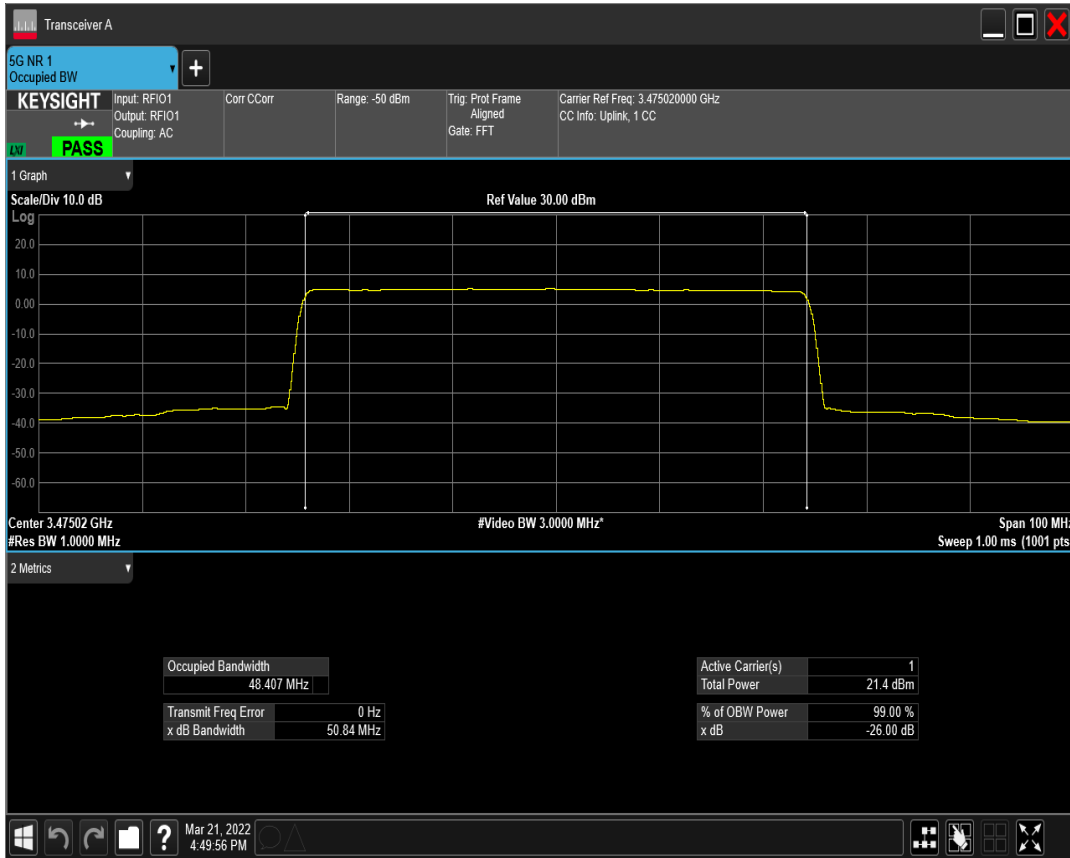 Transceiver A
5G NR 1
Occupied BW
KEYSIGHT
LXI
PASS
Input: RFIO1
Output: RFIO1
Coupling: AC
Corr CCorr
Range: -50 dBm
Trig: Prot Frame
Aligned
Gate: FFT
Carrier Ref Freq: 3.475020000 GHz
CC Info: Uplink, 1 CC
1 Graph
Scale/Div 10.0 dB
Ref Value 30.00 dBm
Log
20.0
10.0
0.00
-10.0
-20.0
-30.0
-40.0
-50.0
-60.0
Center 3.47502 GHz
#Video BW 3.0000 MHz*
Span 100 MHz
#Res BW 1.0000 MHz
Sweep 1.00 ms (1001 pts
2 Metrics
Occupied Bandwidth
48.407 MHz
Transmit Freq Error 0 Hz
x dB Bandwidth 50.84 MHz
Active Carrier(s) 1
Total Power 21.4 dBm
% of OBW Power 99.00 %
x dB -26.00 dB
?
Mar 21, 2022
4:49:56 PM